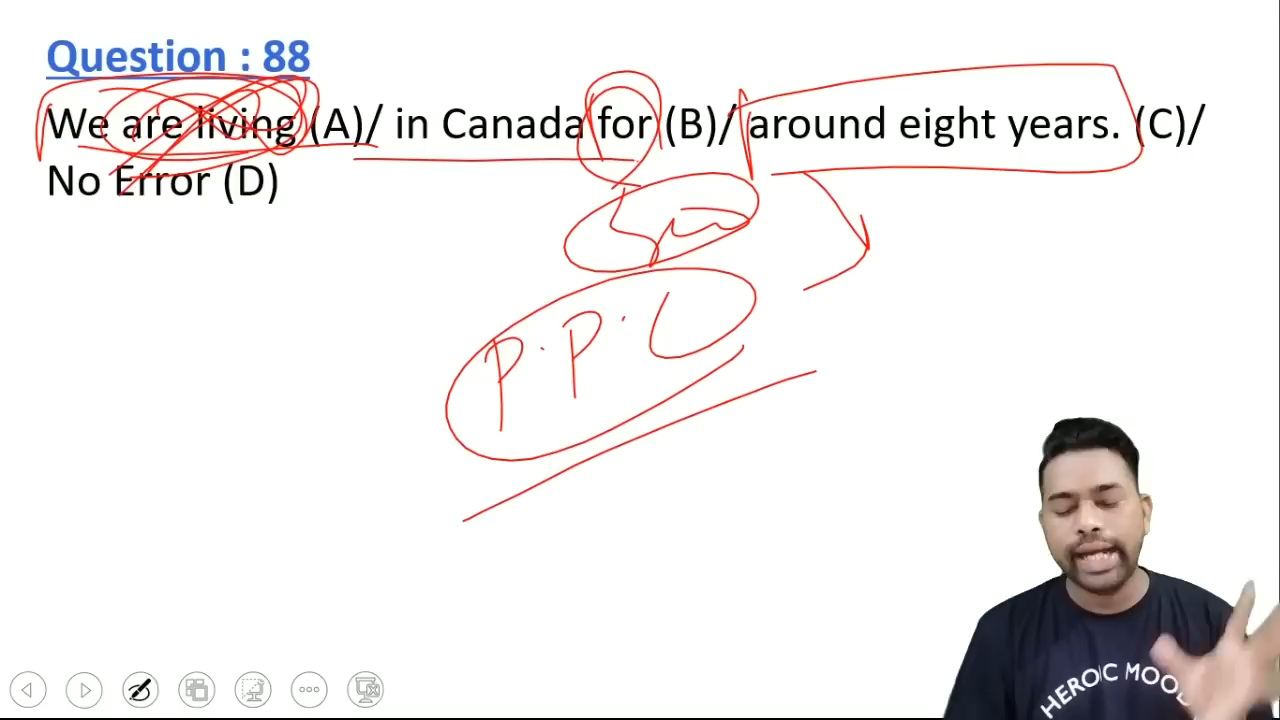 Question : 88
We are living (A)/ in Canada for (B)/ around eight years. (C)/
No Error (D)
P.P.C
HEROIC MOOD